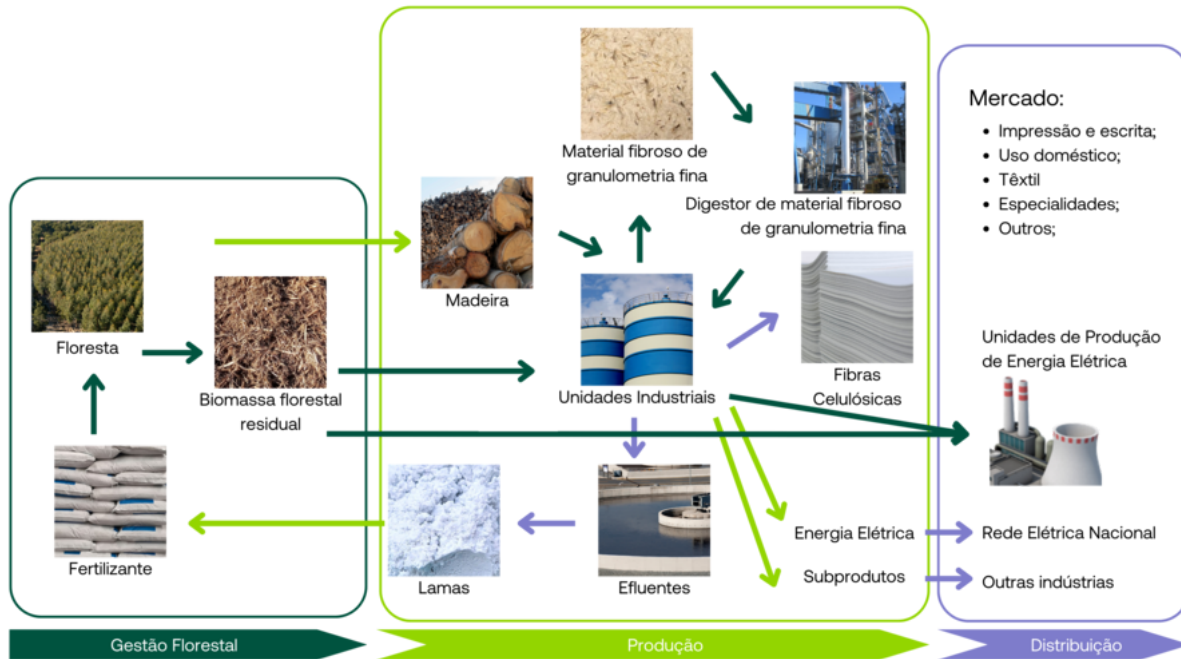 Material fibroso de
granulometria fina
Digestor de material fibroso
de granulometria fina
Mercado:
• Impressão e escrita;
• Uso doméstico;
• Têxtil
• Especialidades;
• Outros;
Madeira
Floresta
Biomassa florestal
residual
Unidades Industriais
Fibras
Celulósicas
Unidades de Produção
de Energia Elétrica
Fertilizante
Lamas
Efluentes
Energia Elétrica
Rede Elétrica Nacional
Subprodutos
Outras indústrias
Gestão Florestal
Produção
Distribuição